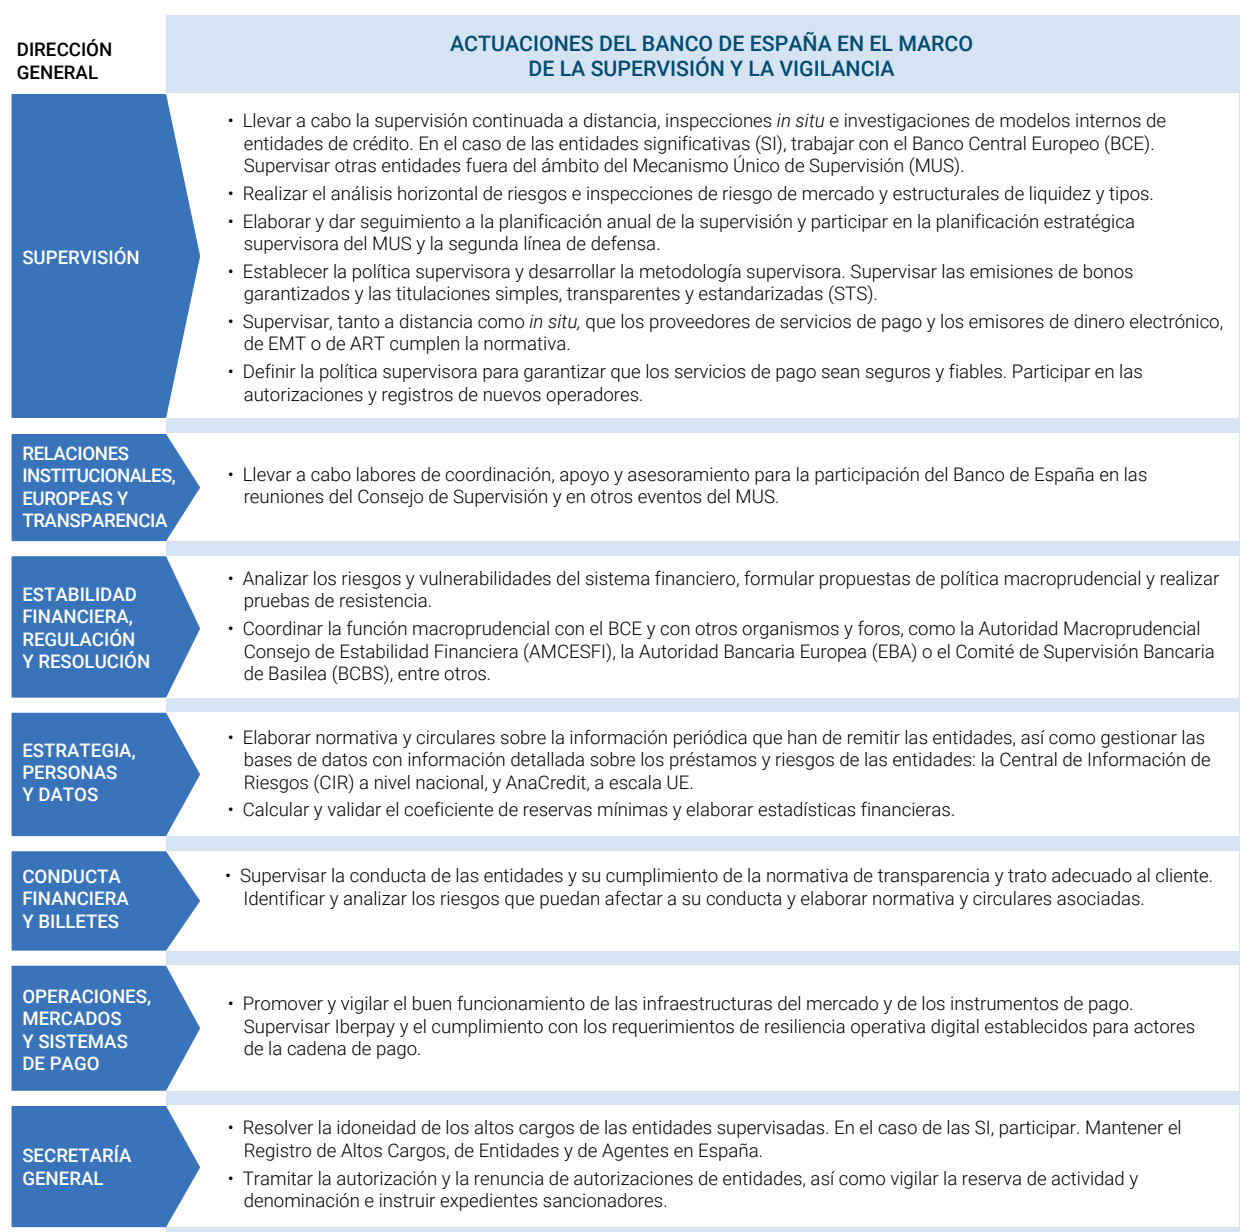 DIRECCIÓN
GENERAL
ACTUACIONES DEL BANCO DE ESPAÑA EN EL MARCO
DE LA SUPERVISIÓN Y LA VIGILANCIA
SUPERVISIÓN
• Llevar a cabo la supervisión continuada a distancia, inspecciones in situ e investigaciones de modelos internos de
entidades de crédito. En el caso de las entidades significativas (SI), trabajar con el Banco Central Europeo (BCE).
Supervisar otras entidades fuera del ámbito del Mecanismo Único de Supervisión (MUS).
• Realizar el análisis horizontal de riesgos e inspecciones de riesgo de mercado y estructurales de liquidez y tipos.
• Elaborar y dar seguimiento a la planificación anual de la supervisión y participar en la planificación estratégica
supervisora del MUS y la segunda línea de defensa.
• Establecer la política supervisora y desarrollar la metodología supervisora. Supervisar las emisiones de bonos
garantizados y las titulaciones simples, transparentes y estandarizadas (STS).
• Supervisar, tanto a distancia como in situ, que los proveedores de servicios de pago y los emisores de dinero electrónico,
de EMT o de ART cumplen la normativa.
• Definir la política supervisora para garantizar que los servicios de pago sean seguros y fiables. Participar en las
autorizaciones y registros de nuevos operadores.
RELACIONES
INSTITUCIONALES,
EUROPEAS Y
TRANSPARENCIA
• Llevar a cabo labores de coordinación, apoyo y asesoramiento para la participación del Banco de España en las
reuniones del Consejo de Supervisión y en otros eventos del MUS.
ESTABILIDAD
FINANCIERA,
REGULACIÓN
Y RESOLUCIÓN
• Analizar los riesgos y vulnerabilidades del sistema financiero, formular propuestas de política macroprudencial y realizar
pruebas de resistencia.
• Coordinar la función macroprudencial con el BCE y con otros organismos y foros, como la Autoridad Macroprudencial
Consejo de Estabilidad Financiera (AMCESFI), la Autoridad Bancaria Europea (EBA) o el Comité de Supervisión Bancaria
de Basilea (BCBS), entre otros.
ESTRATEGIA,
PERSONAS
Y DATOS
• Elaborar normativa y circulares sobre la información periódica que han de remitir las entidades, así como gestionar las
bases de datos con información detallada sobre los préstamos y riesgos de las entidades: la Central de Información de
Riesgos (CIR) a nivel nacional, y AnaCredit, a escala UE.
• Calcular y validar el coeficiente de reservas mínimas y elaborar estadísticas financieras.
CONDUCTA
FINANCIERA
Y BILLETES
• Supervisar la conducta de las entidades y su cumplimiento de la normativa de transparencia y trato adecuado al cliente.
Identificar y analizar los riesgos que puedan afectar a su conducta y elaborar normativa y circulares asociadas.
OPERACIONES,
MERCADOS
Y SISTEMAS
DE PAGO
• Promover y vigilar el buen funcionamiento de las infraestructuras del mercado y de los instrumentos de pago.
Supervisar Iberpay y el cumplimiento con los requerimientos de resiliencia operativa digital establecidos para actores
de la cadena de pago.
SECRETARÍA
GENERAL
• Resolver la idoneidad de los altos cargos de las entidades supervisadas. En el caso de las SI, participar. Mantener el
Registro de Altos Cargos, de Entidades y de Agentes en España.
• Tramitar la autorización y la renuncia de autorizaciones de entidades, así como vigilar la reserva de actividad y
denominación e instruir expedientes sancionadores.